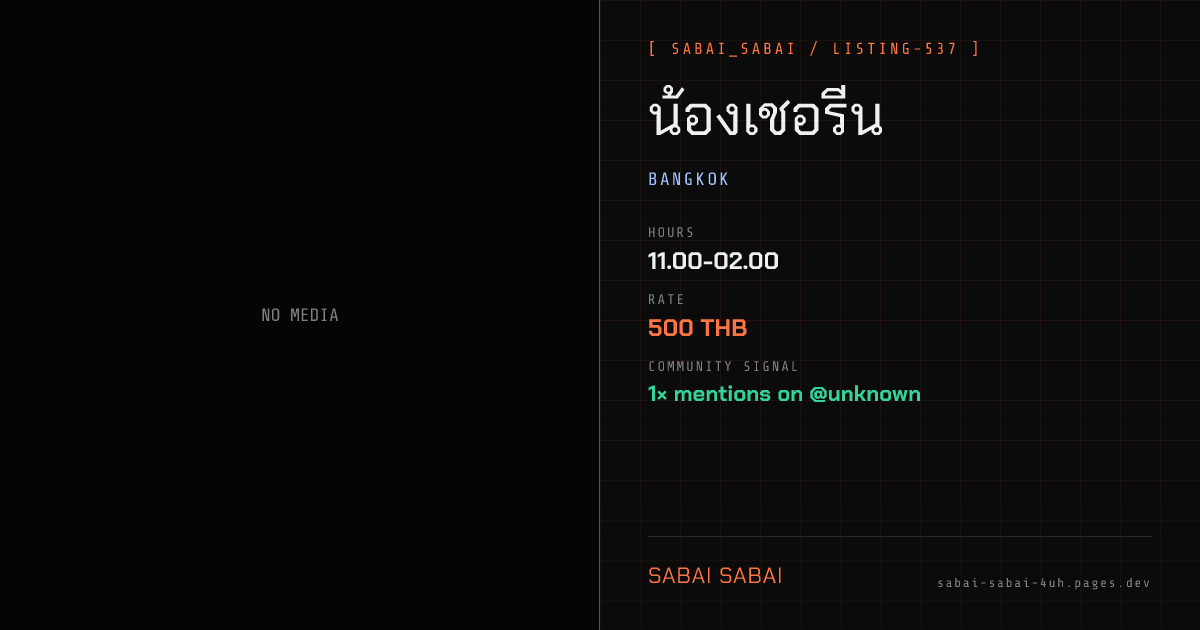 NO MEDIA
[ SABAI_SABAI / LISTING-537 ]
น้องเชอรีน
BANGKOK
HOURS
11.00-02.00
RATE
500 THB
COMMUNITY SIGNAL
1× mentions on @unknown
SABAI SABAI
sabai-sabai-4uh.pages.dev